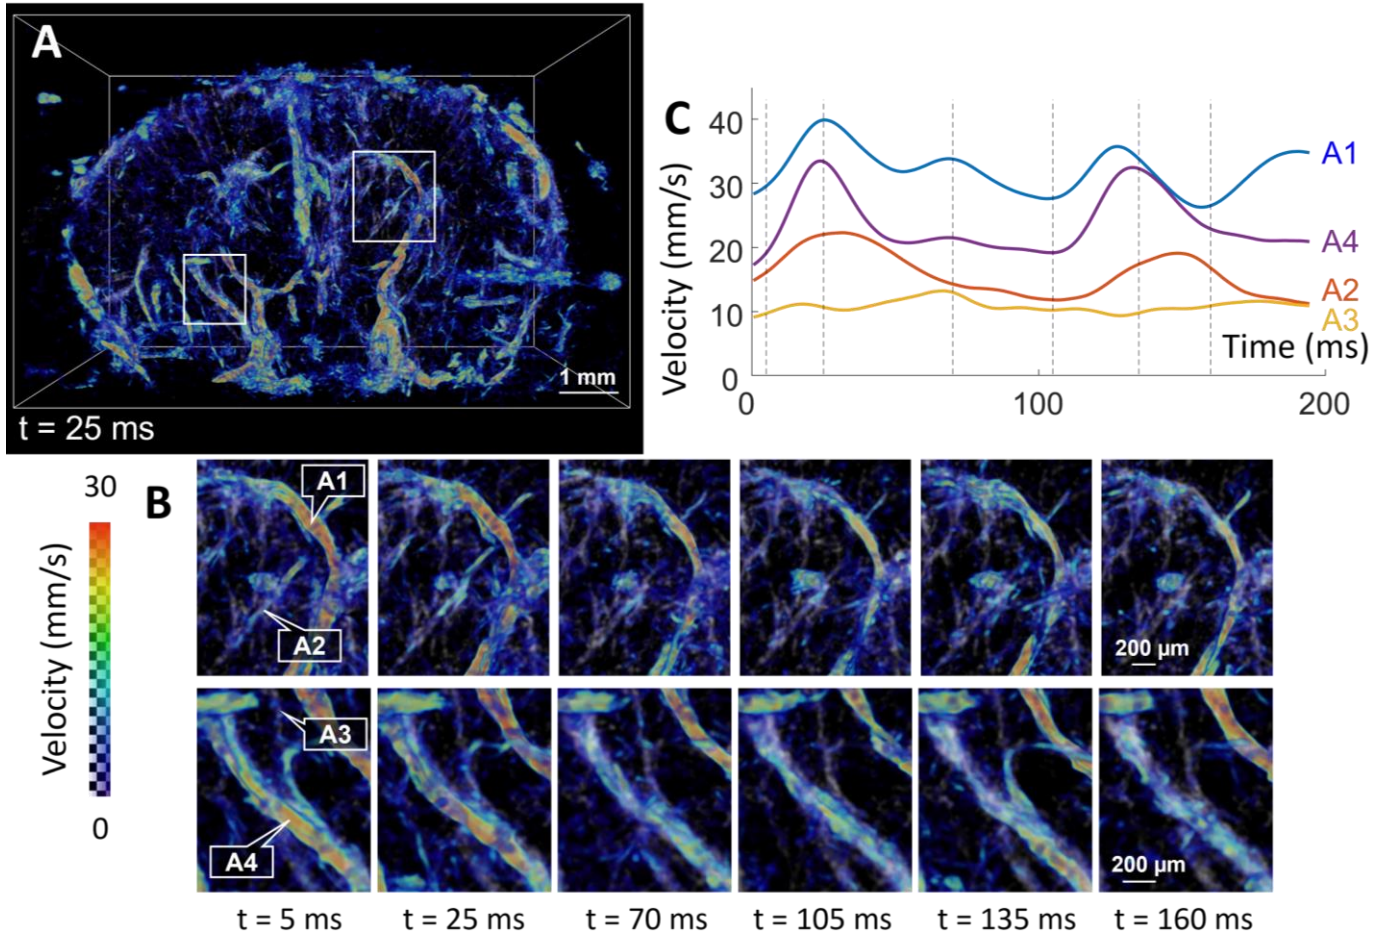 A
1 mm
t = 25 ms
C
Velocity (mm/s)
40
30
20
10
0
A1
A4
A2
A3
Time (ms)
0
100
200
30
Velocity (mm/s)
0
B
A1
A2
200 µm
A3
A4
200 µm
t = 5 ms
t = 25 ms
t = 70 ms
t = 105 ms
t = 135 ms
t = 160 ms